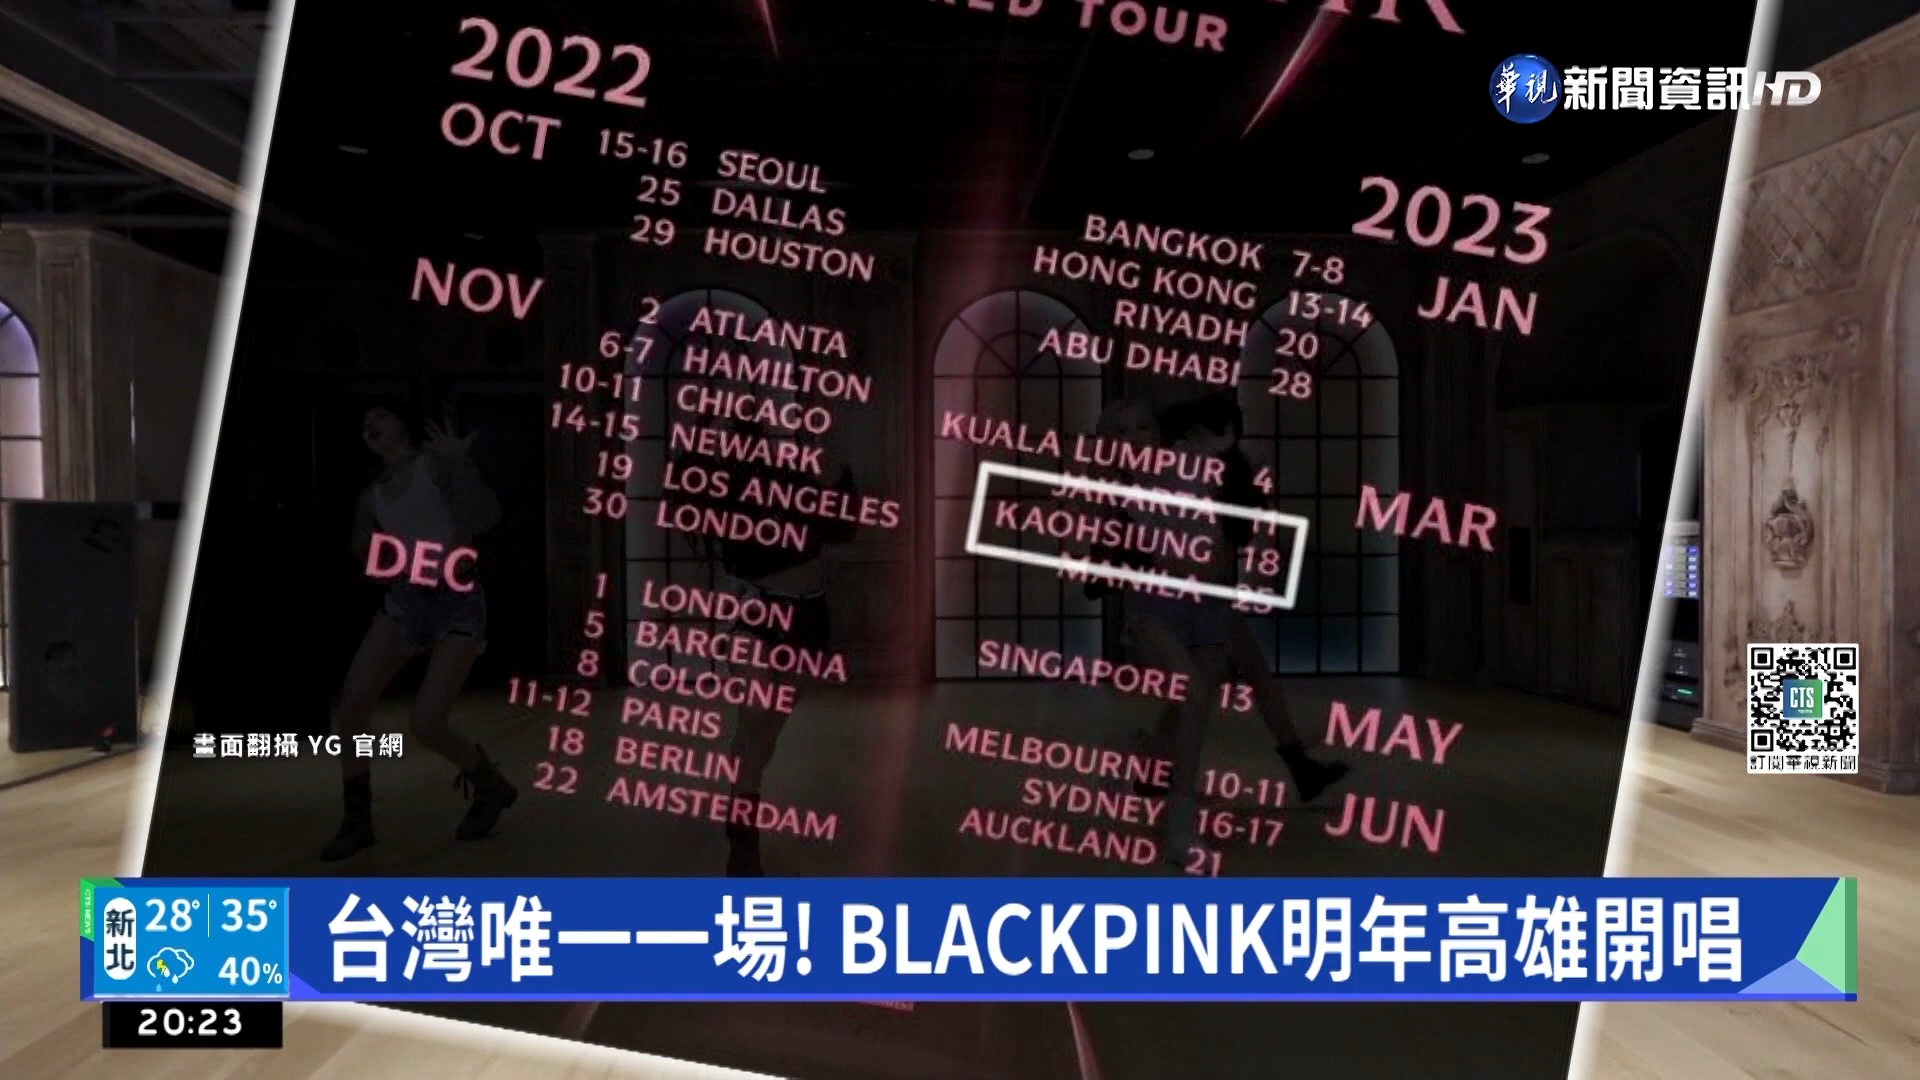 RLD TOUR
華視新聞資訊HD
2022
OCT 15-16 SEOUL
25 DALLAS
29 HOUSTON
NOV 2 ATLANTA
6-7 HAMILTON
10-11 CHICAGO
14-15 NEWARK
19 LOS ANGELES
30 LONDON
DEC 1 LONDON
5 BARCELONA
8 COLOGNE
11-12 PARIS
18 BERLIN
22 AMSTERDAM
2023
BANGKOK 7-8 JAN
HONG KONG 13-14
RIYADH 20
ABU DHABI 28
KUALA LUMPUR 4 MAR
JAKARTA 11
KAOHSIUNG 18
MANILA 25
SINGAPORE 13 MAY
MELBOURNE 10-11 JUN
SYDNEY 16-17
AUCKLAND 21
畫面翻攝 YG 官網
CTS
訂閱華視新聞
新北 28° 35°
40%
台灣唯一一場! BLACKPINK明年高雄開唱
20:23